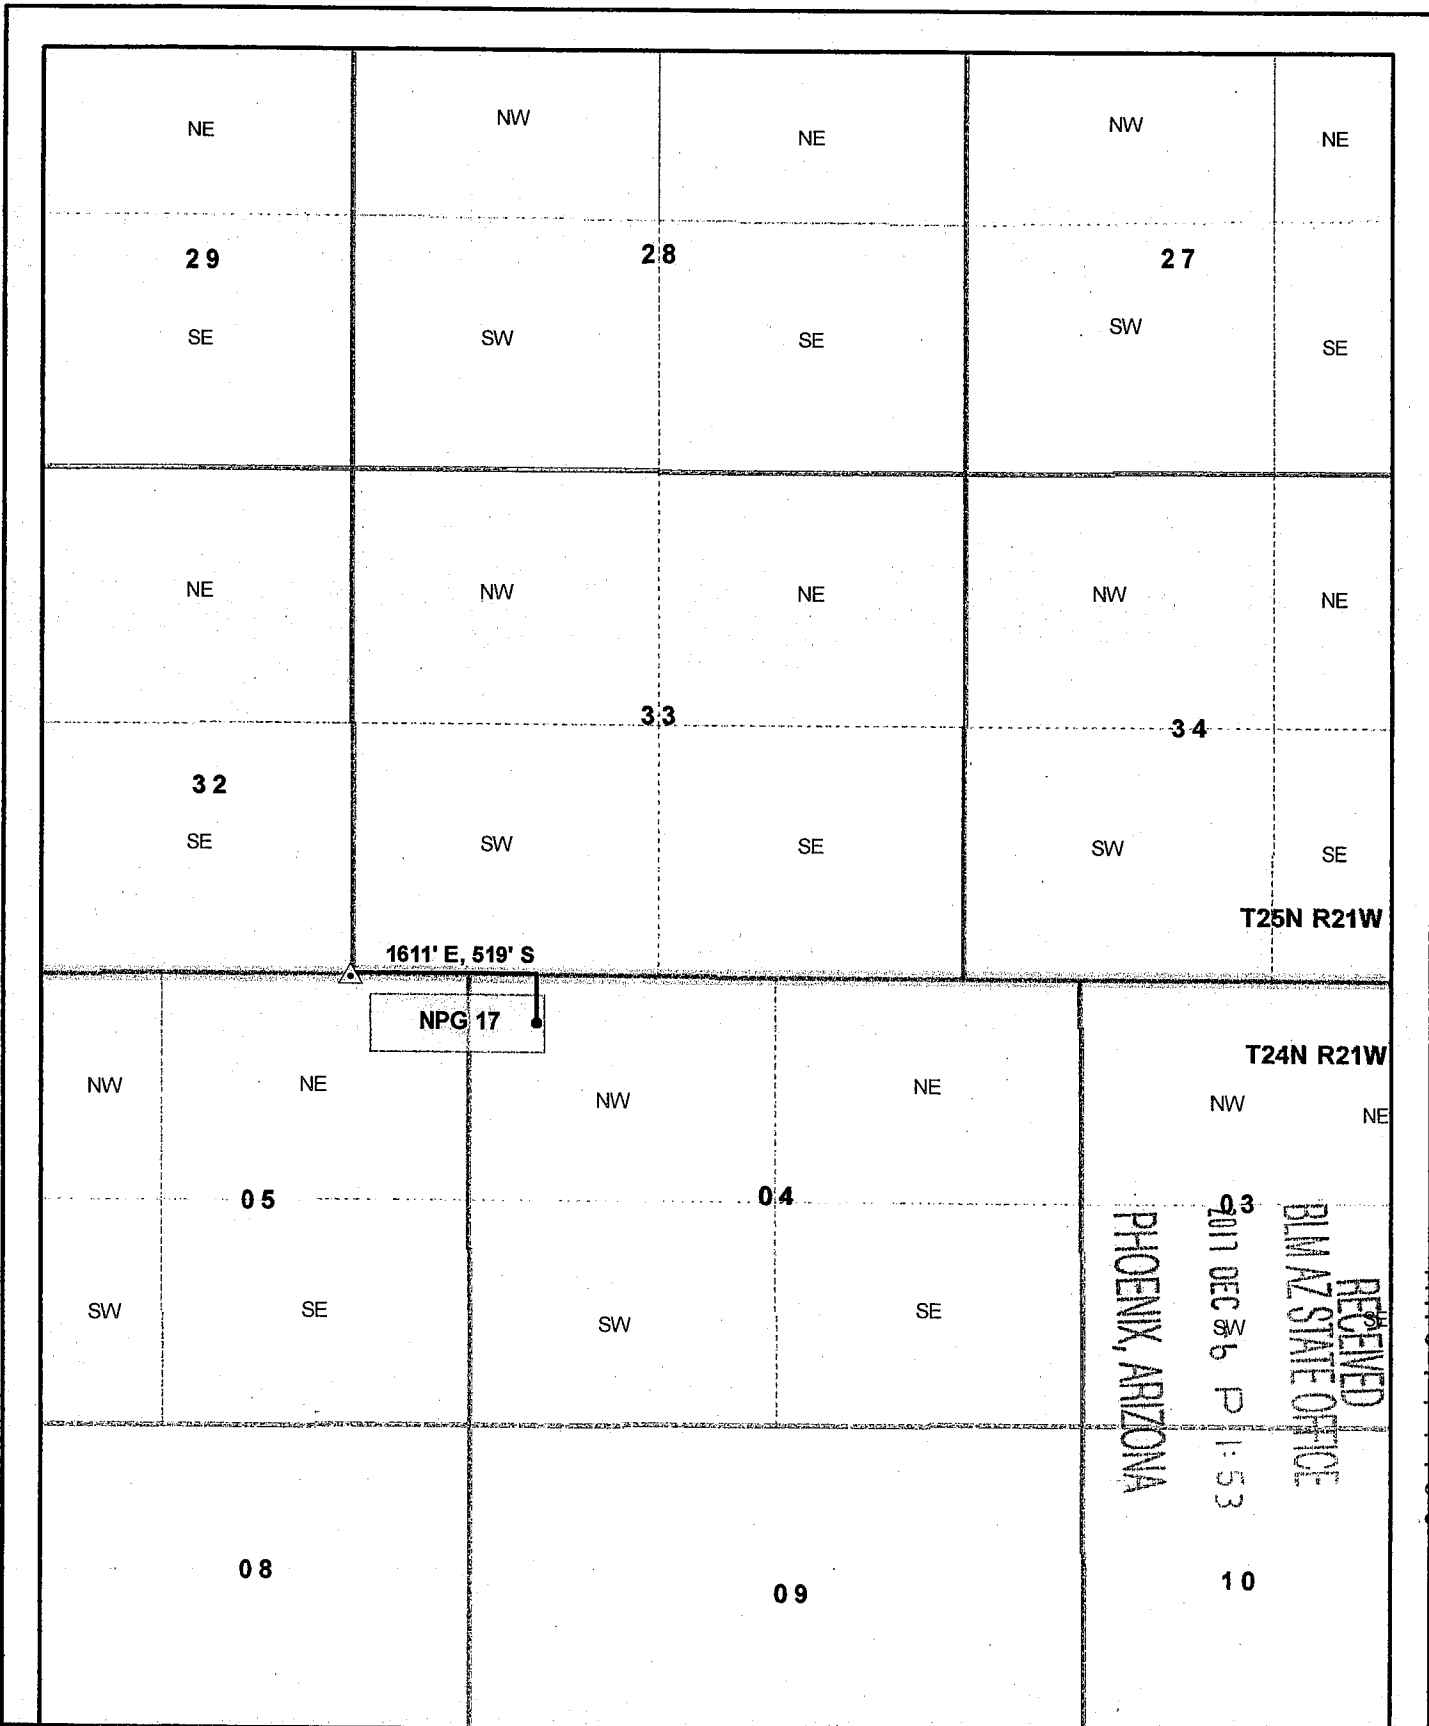 NE NW NE NW NE
29 28 27
SE SW SE SW SE
NE NW NE NW NE
33 34
32
SE SW SE SW SE
T25N R21W
1611' E, 519' S
NPG 17
T24N R21W
NW NE NW NE NW NE
05 04 03
SW SE SW SE SW SE
08 09 10
RECEIVED
BLM AZ STATE OFFICE
2017 DEC -6 P 1:53
PHOENIX, ARIZONA